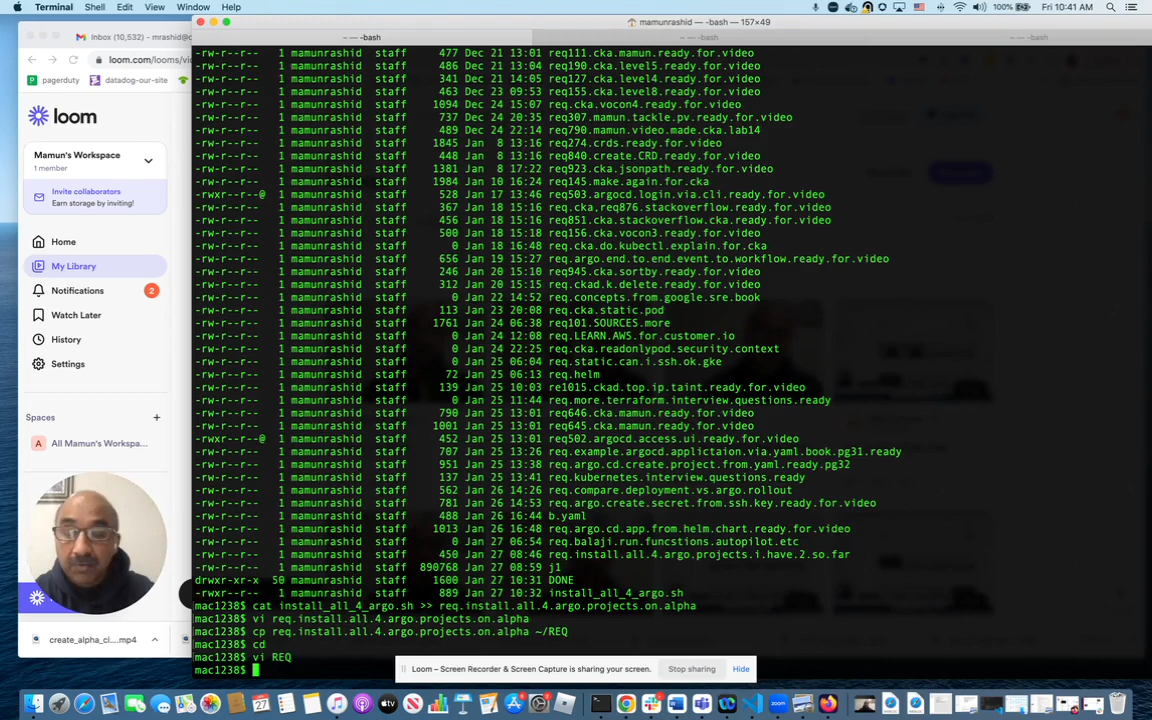 Terminal Shell Edit View Window Help
100% Fri 10:41 AM
Inbox (10,532) - mrashid@c
mamunrashid — -bash — 157×49
~ — -bash
~ — -bash
~ — -bash
loom.com/looms/vi
pagerduty
datadog-our-site
loom
Mamun's Workspace
1 member
Invite collaborators
Earn storage by inviting!
Home
My Library
Notifications
2
Watch Later
History
Settings
Spaces
+
A
All Mamun's Workspa...
create_alpha_cl....mp4
-rw-r--r-- 1 mamunrashid staff 477 Dec 21 13:01 req111.cka.mamun.ready.for.video
-rw-r--r-- 1 mamunrashid staff 486 Dec 21 13:04 req190.cka.level5.ready.for.video
-rw-r--r-- 1 mamunrashid staff 341 Dec 21 14:05 req127.cka.level4.ready.for.video
-rw-r--r-- 1 mamunrashid staff 463 Dec 23 09:53 req155.cka.level8.ready.for.video
-rw-r--r-- 1 mamunrashid staff 1094 Dec 24 15:07 req.cka.vocon4.ready.for.video
-rw-r--r-- 1 mamunrashid staff 737 Dec 24 20:35 req307.mamun.tackle.pv.ready.for.video
-rw-r--r-- 1 mamunrashid staff 489 Dec 24 22:14 req790.mamun.video.made.cka.lab14
-rw-r--r-- 1 mamunrashid staff 1845 Jan 8 13:16 req274.crds.ready.for.video
-rw-r--r-- 1 mamunrashid staff 448 Jan 8 13:16 req840.create.CRD.ready.for.video
-rw-r--r-- 1 mamunrashid staff 1381 Jan 8 17:22 req923.cka.jsonpath.ready.for.video
-rw-r--r-- 1 mamunrashid staff 1984 Jan 10 16:24 req145.make.again.for.cka
-rwxr--r--@ 1 mamunrashid staff 528 Jan 17 13:46 req503.argocd.login.via.cli.ready.for.video
-rw-r--r-- 1 mamunrashid staff 367 Jan 18 15:16 req.cka,req876.stackoverflow.ready.for.video
-rw-r--r-- 1 mamunrashid staff 456 Jan 18 15:16 req851.cka.stackoverflow.cka.ready.for.video
-rw-r--r-- 1 mamunrashid staff 500 Jan 18 15:18 req156.cka.vocon3.ready.for.video
-rw-r--r-- 1 mamunrashid staff 0 Jan 18 16:48 req.cka.do.kubectl.explain.for.cka
-rw-r--r-- 1 mamunrashid staff 656 Jan 19 15:27 req.argo.end.to.end.event.to.workflow.ready.for.video
-rw-r--r-- 1 mamunrashid staff 246 Jan 20 15:10 req945.cka.sortby.ready.for.video
-rw-r--r-- 1 mamunrashid staff 312 Jan 20 15:15 req.ckad.k.delete.ready.for.video
-rw-r--r-- 1 mamunrashid staff 0 Jan 22 14:52 req.concepts.from.google.sre.book
-rw-r--r-- 1 mamunrashid staff 113 Jan 23 20:08 req.cka.static.pod
-rw-r--r-- 1 mamunrashid staff 1761 Jan 24 06:38 req101.SOURCES.more
-rw-r--r-- 1 mamunrashid staff 0 Jan 24 12:08 req.LEARN.AWS.for.customer.io
-rw-r--r-- 1 mamunrashid staff 0 Jan 24 22:25 req.cka.readonlypod.security.context
-rw-r--r-- 1 mamunrashid staff 0 Jan 25 06:04 req.static.can.i.ssh.ok.gke
-rw-r--r-- 1 mamunrashid staff 72 Jan 25 06:13 req.helm
-rw-r--r-- 1 mamunrashid staff 139 Jan 25 10:03 re1015.ckad.top.ip.taint.ready.for.video
-rw-r--r-- 1 mamunrashid staff 0 Jan 25 11:44 req.more.terraform.interview.questions.ready
-rw-r--r-- 1 mamunrashid staff 790 Jan 25 13:01 req646.cka.mamun.ready.for.video
-rw-r--r-- 1 mamunrashid staff 1001 Jan 25 13:01 req645.cka.mamun.ready.for.video
-rwxr--r--@ 1 mamunrashid staff 452 Jan 25 13:01 req502.argocd.access.ui.ready.for.video
-rw-r--r-- 1 mamunrashid staff 707 Jan 25 13:26 req.example.argocd.applictaion.via.yaml.book.pg31.ready
-rw-r--r-- 1 mamunrashid staff 951 Jan 25 13:38 req.argo.cd.create.project.from.yaml.ready.pg32
-rw-r--r-- 1 mamunrashid staff 137 Jan 25 13:41 req.kubernetes.interview.questions.ready
-rw-r--r-- 1 mamunrashid staff 562 Jan 26 14:26 req.compare.deployment.vs.argo.rollout
-rw-r--r-- 1 mamunrashid staff 781 Jan 26 14:53 req.argo.create.secret.from.ssh.key.ready.for.video
-rw-r--r-- 1 mamunrashid staff 488 Jan 26 16:44 b.yaml
-rw-r--r-- 1 mamunrashid staff 1013 Jan 26 16:48 req.argo.cd.app.from.helm.chart.ready.for.video
-rw-r--r-- 1 mamunrashid staff 0 Jan 27 06:41 req.balaji.run.funcstions.autopilot.etc
-rw-r--r-- 1 mamunrashid staff 450 Jan 27 08:46 req.install.all.4.argo.projects.i.have.2.so.far
-rw-r--r-- 1 mamunrashid staff 890768 Jan 27 08:59 j1
drwxr-xr-x 50 mamunrashid staff 1600 Jan 27 10:31 DONE
-rwxr--r-- 1 mamunrashid staff 889 Jan 27 10:32 install_all_4_argo.sh
mac1238$ cat install_all_4_argo.sh >> req.install.all.4.argo.projects.on.alpha
mac1238$ vi req.install.all.4.argo.projects.on.alpha
mac1238$ cp req.install.all.4.argo.projects.on.alpha ~/REQ
mac1238$ cd
mac1238$ vi REQ
mac1238$
Loom – Screen Recorder & Screen Capture is sharing your screen.
Stop sharing
Hide